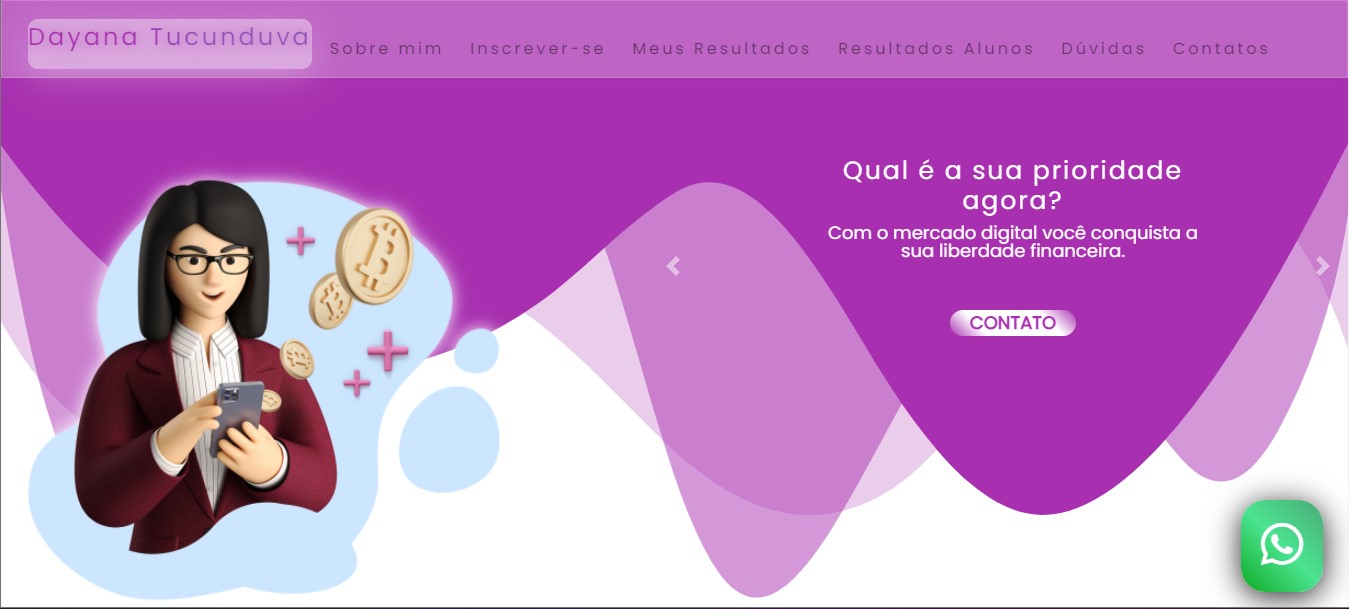 Dayana Tucunduva
Sobre mim Inscrever-se Meus Resultados Resultados Alunos Dúvidas Contatos
Qual é a sua prioridade
agora?
Com o mercado digital você conquista a
sua liberdade financeira.
CONTATO